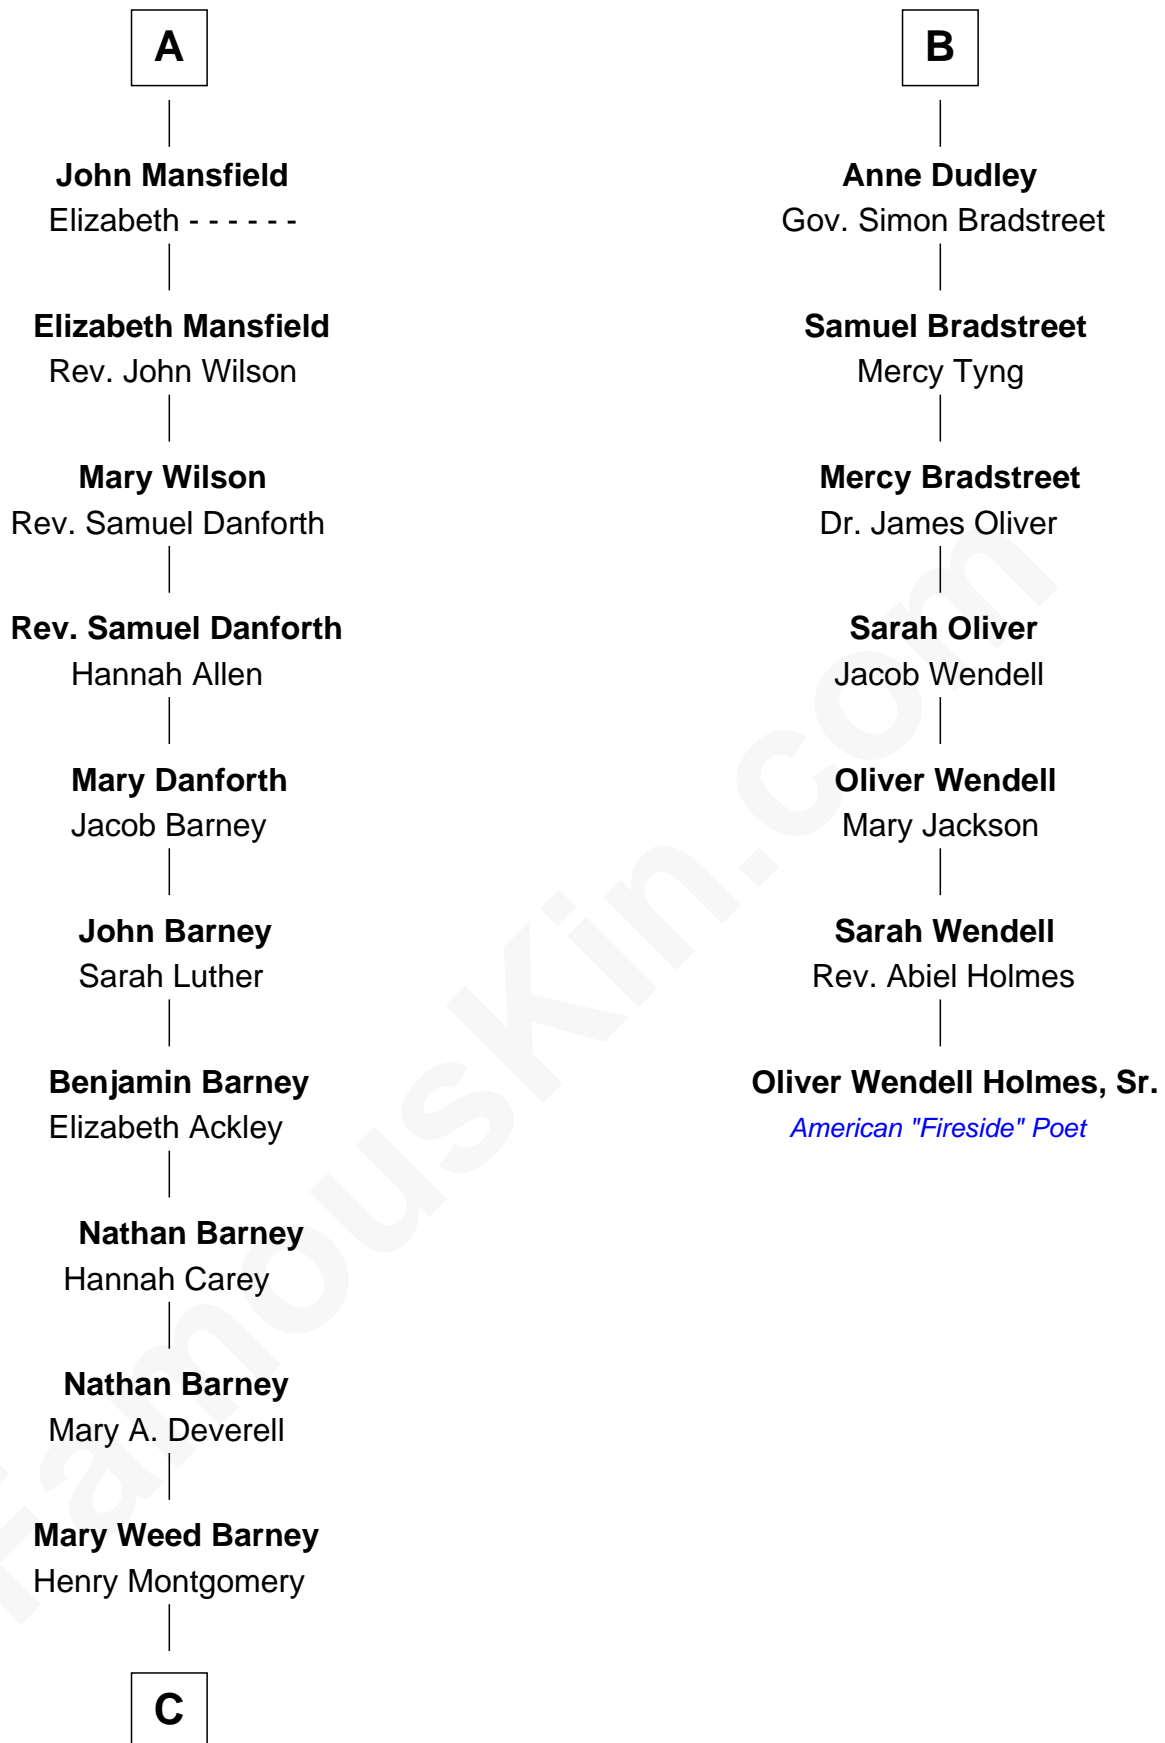 A
John Mansfield
Elizabeth - - - - - -
Elizabeth Mansfield
Rev. John Wilson
Mary Wilson
Rev. Samuel Danforth
Rev. Samuel Danforth
Hannah Allen
Mary Danforth
Jacob Barney
John Barney
Sarah Luther
Benjamin Barney
Elizabeth Ackley
Nathan Barney
Hannah Carey
Nathan Barney
Mary A. Deverell
Mary Weed Barney
Henry Montgomery
C
B
Anne Dudley
Gov. Simon Bradstreet
Samuel Bradstreet
Mercy Tyng
Mercy Bradstreet
Dr. James Oliver
Sarah Oliver
Jacob Wendell
Oliver Wendell
Mary Jackson
Sarah Wendell
Rev. Abiel Holmes
Oliver Wendell Holmes, Sr.
American "Fireside" Poet
FamousKin.com